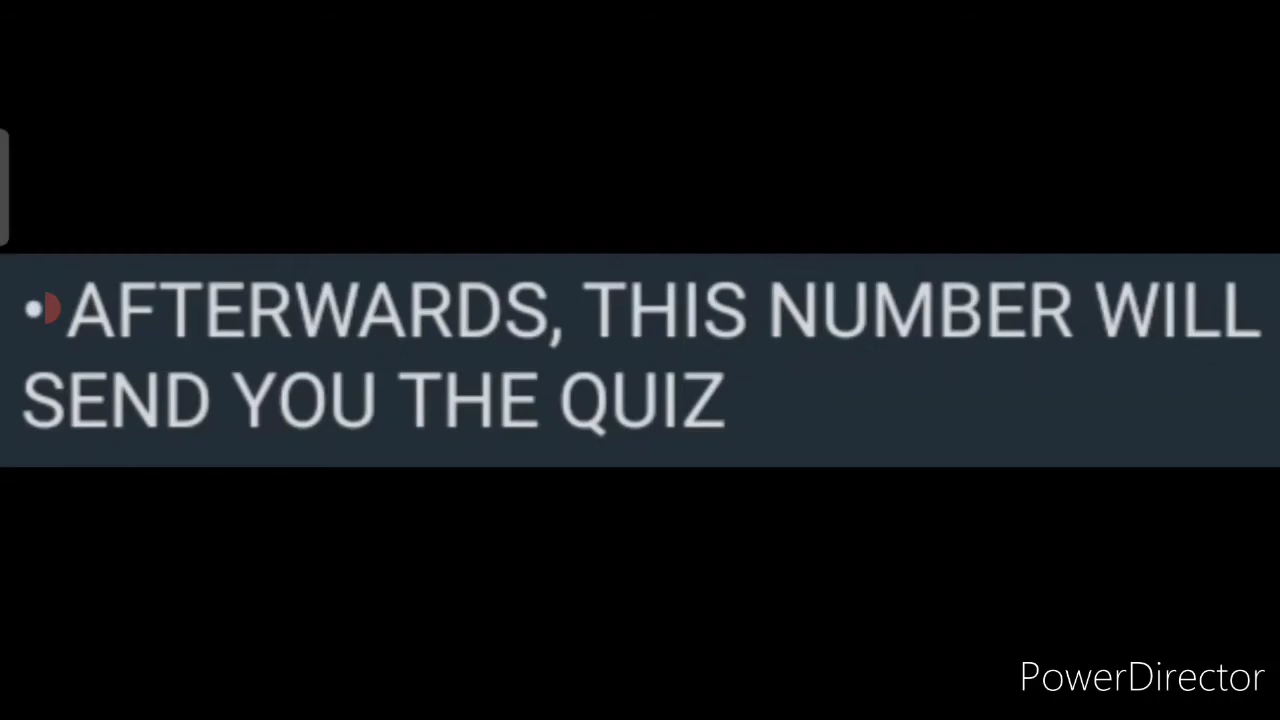 • AFTERWARDS, THIS NUMBER WILL
SEND YOU THE QUIZ
PowerDirector